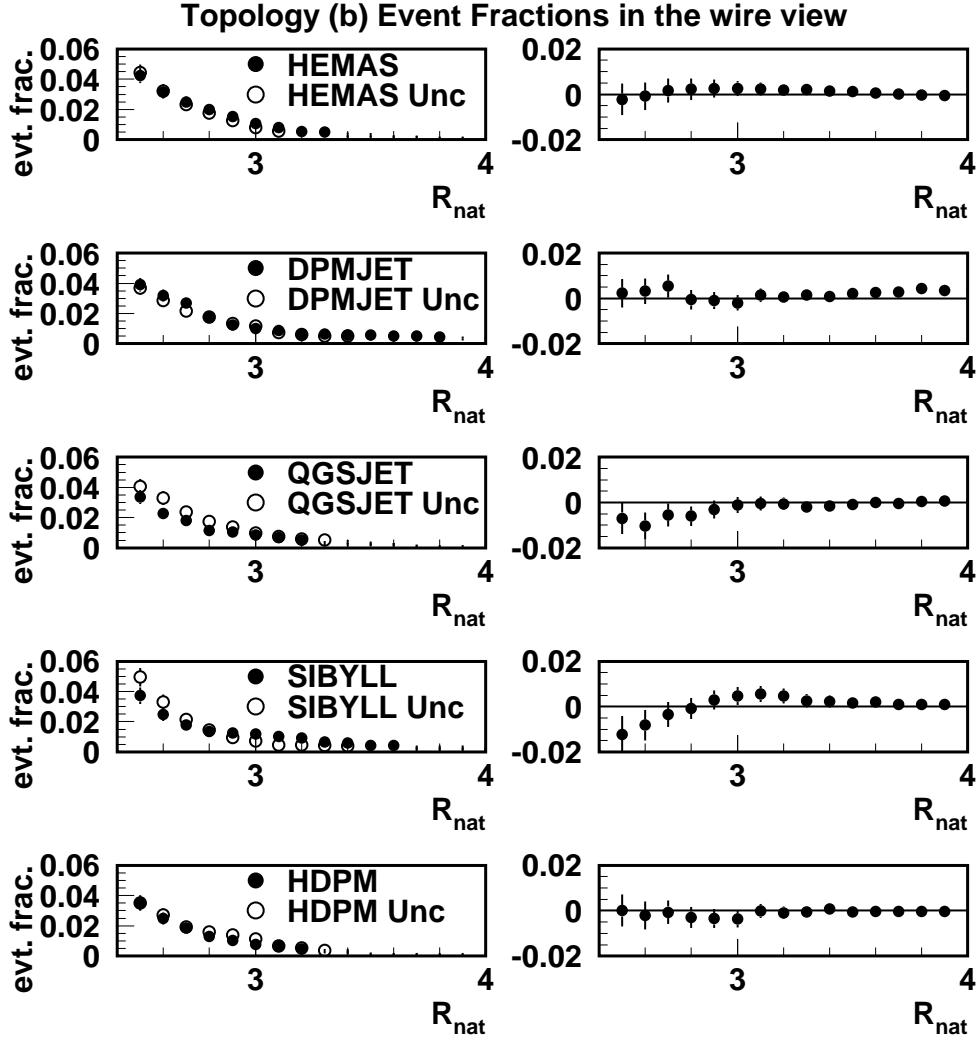 Topology (b) Event Fractions in the wire view
evt. frac.
0.06
0.04
0.02
0
HEMAS
HEMAS Unc
3
4
R_nat
0.02
0
-0.02
3
4
R_nat
evt. frac.
0.06
0.04
0.02
0
DPMJET
DPMJET Unc
3
4
R_nat
0.02
0
-0.02
3
4
R_nat
evt. frac.
0.06
0.04
0.02
0
QGSJET
QGSJET Unc
3
4
R_nat
0.02
0
-0.02
3
4
R_nat
evt. frac.
0.06
0.04
0.02
0
SIBYLL
SIBYLL Unc
3
4
R_nat
0.02
0
-0.02
3
4
R_nat
evt. frac.
0.06
0.04
0.02
0
HDPM
HDPM Unc
3
4
R_nat
0.02
0
-0.02
3
4
R_nat